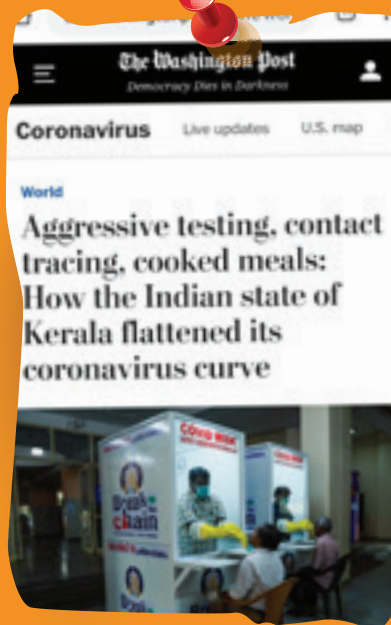 The Washington Post
Democracy Dies in Darkness
Coronavirus Live updates U.S. map
World
Aggressive testing, contact
tracing, cooked meals:
How the Indian state of
Kerala flattened its
coronavirus curve
Break
the
chain
Break